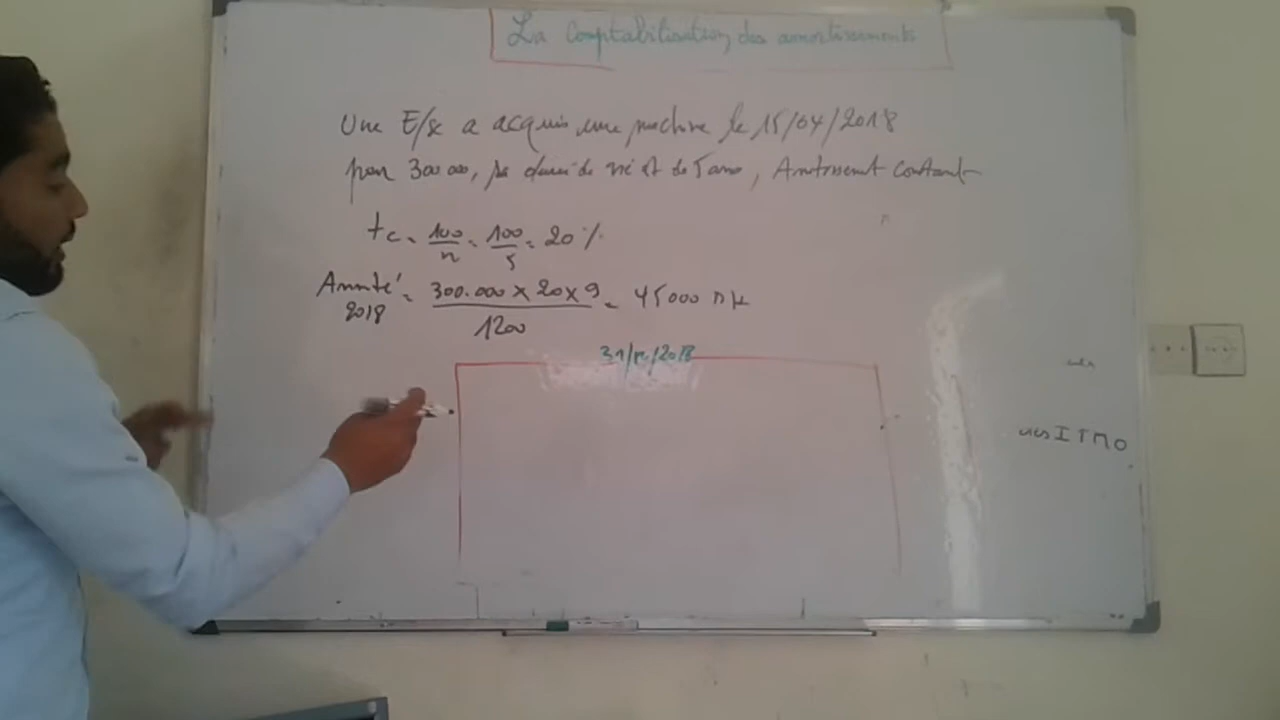 La Comptabilisation des amortissements
Une E/se a acquis une machine le 15/04/2018
pour 300 000, sa durée de vie est de 5 ans, Amortissement constant
tc = 100/n = 100/5 = 20 %
Annuité 2018 = 300.000 x 20 x 9 / 1200 = 45000 DH
31/12/2018
ITMO